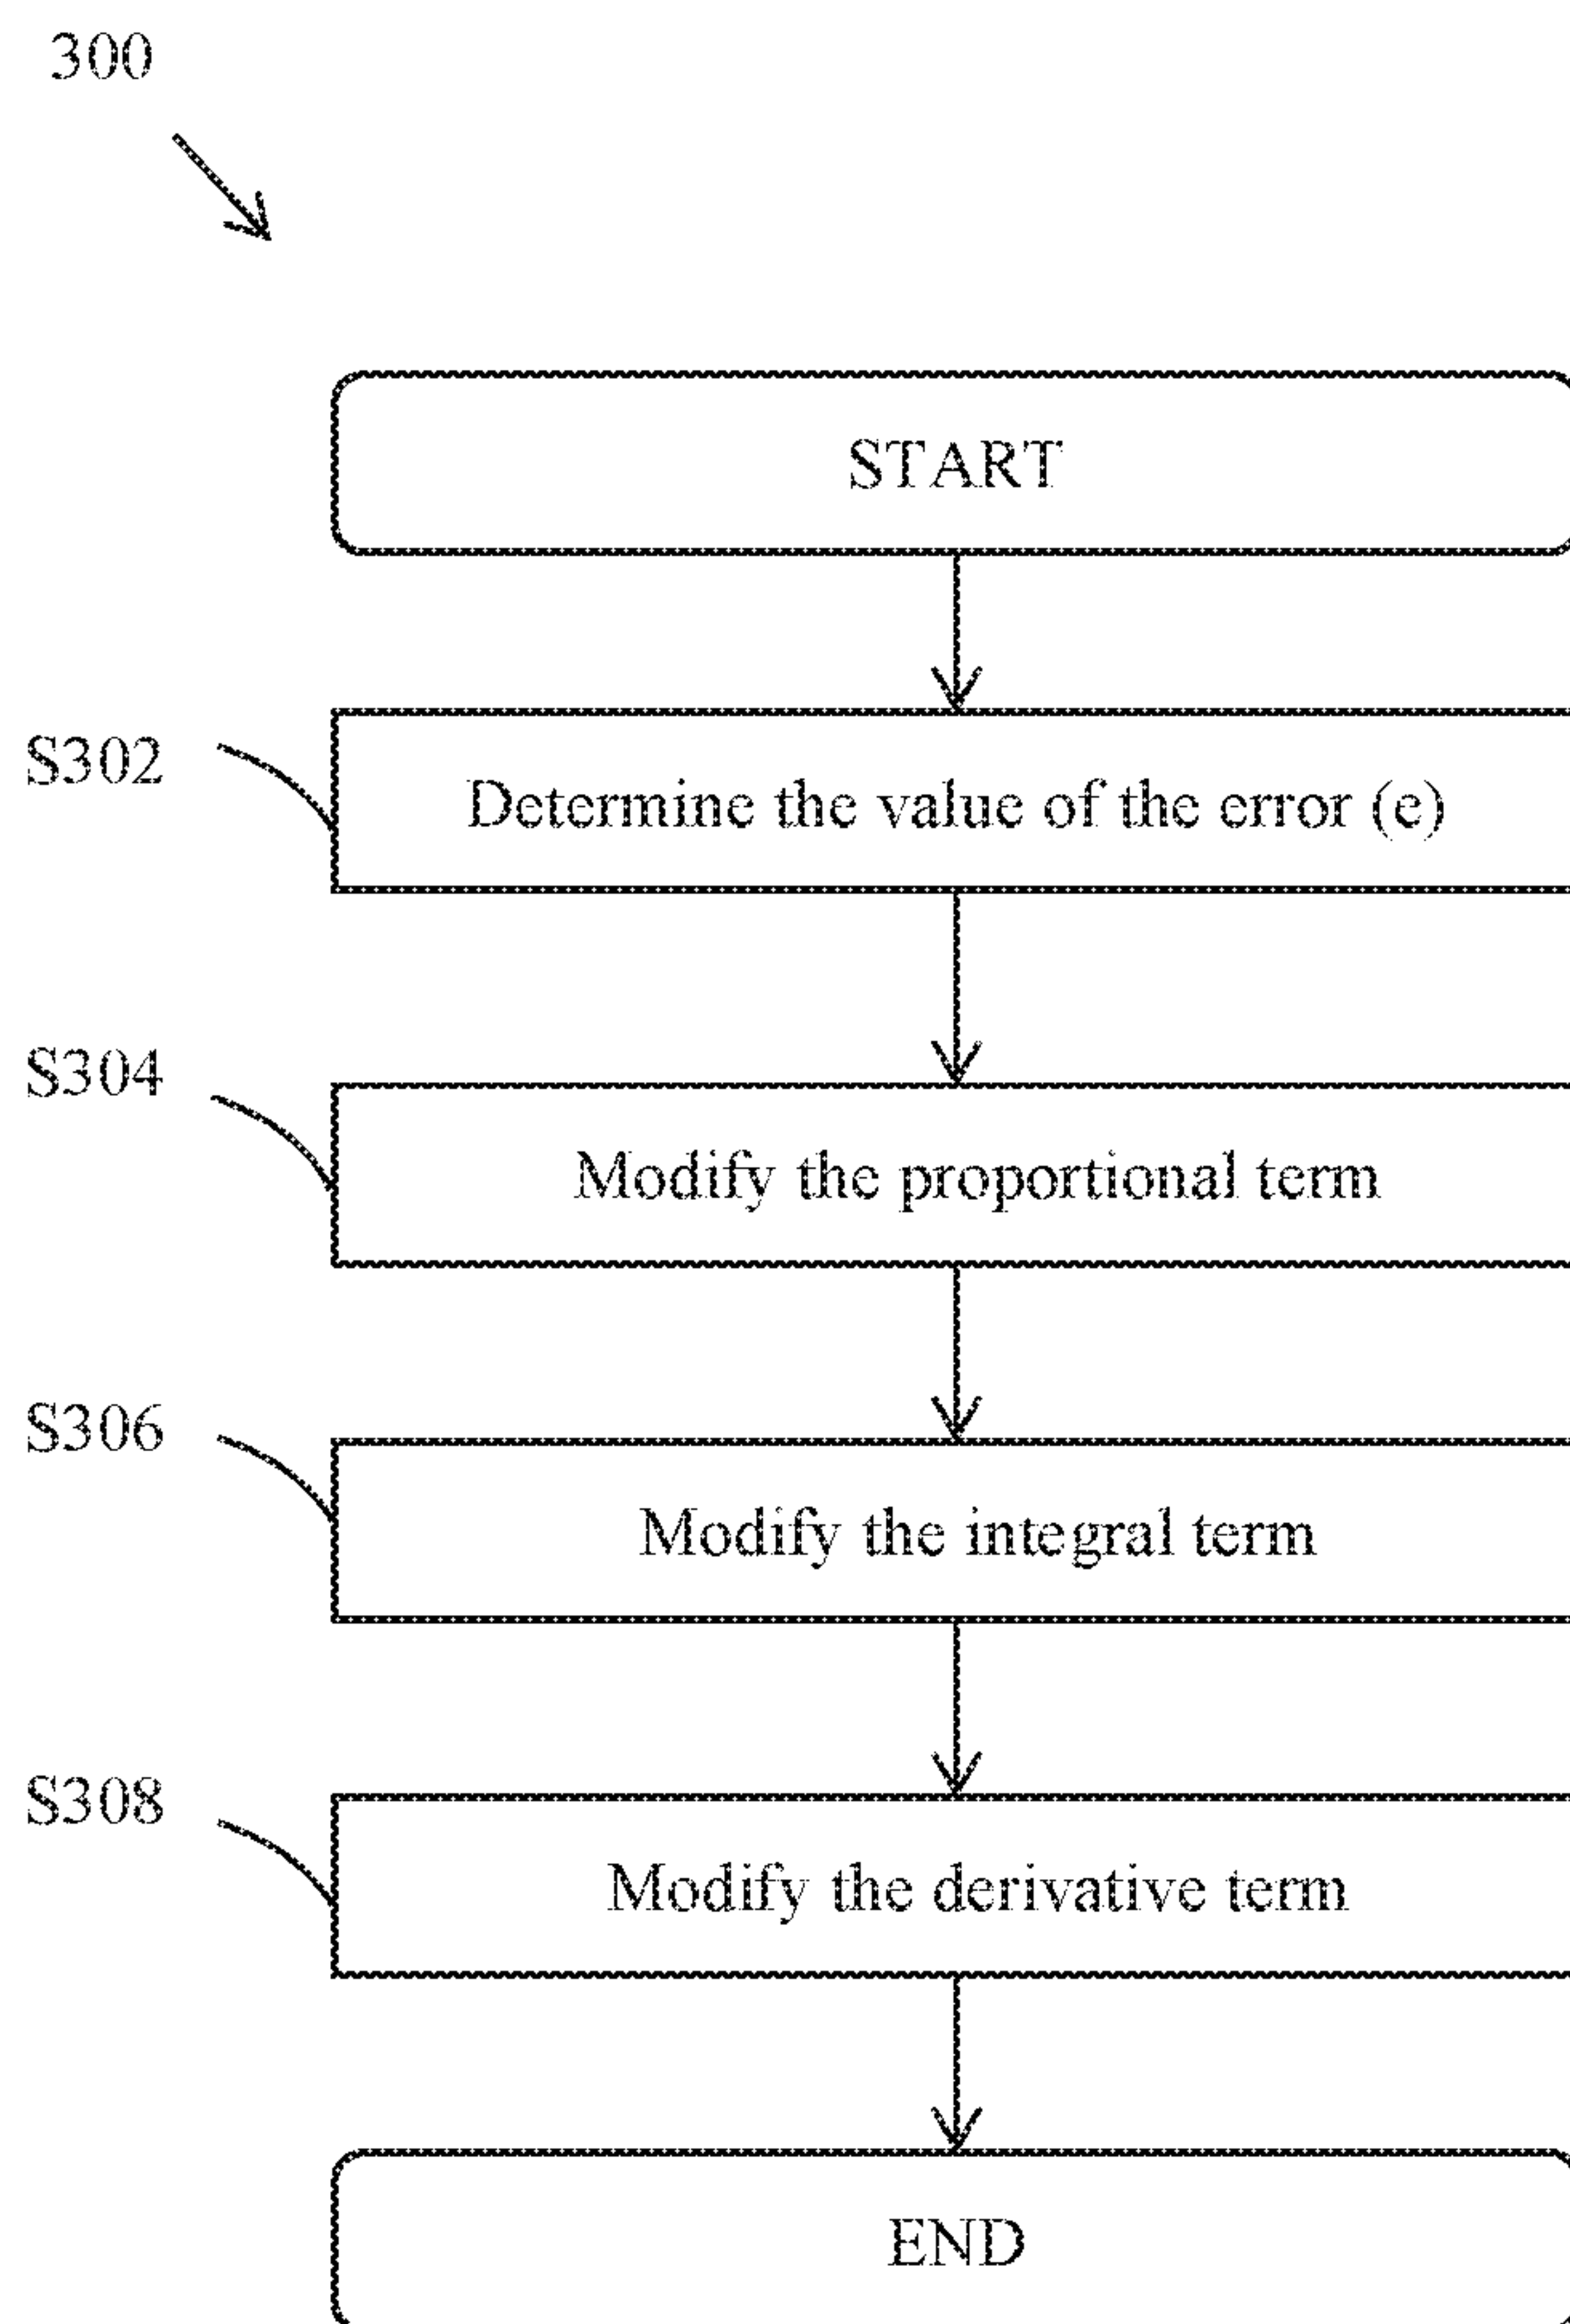 300
START
S302
Determine the value of the error (e)
S304
Modify the proportional term
S306
Modify the integral term
S308
Modify the derivative term
END